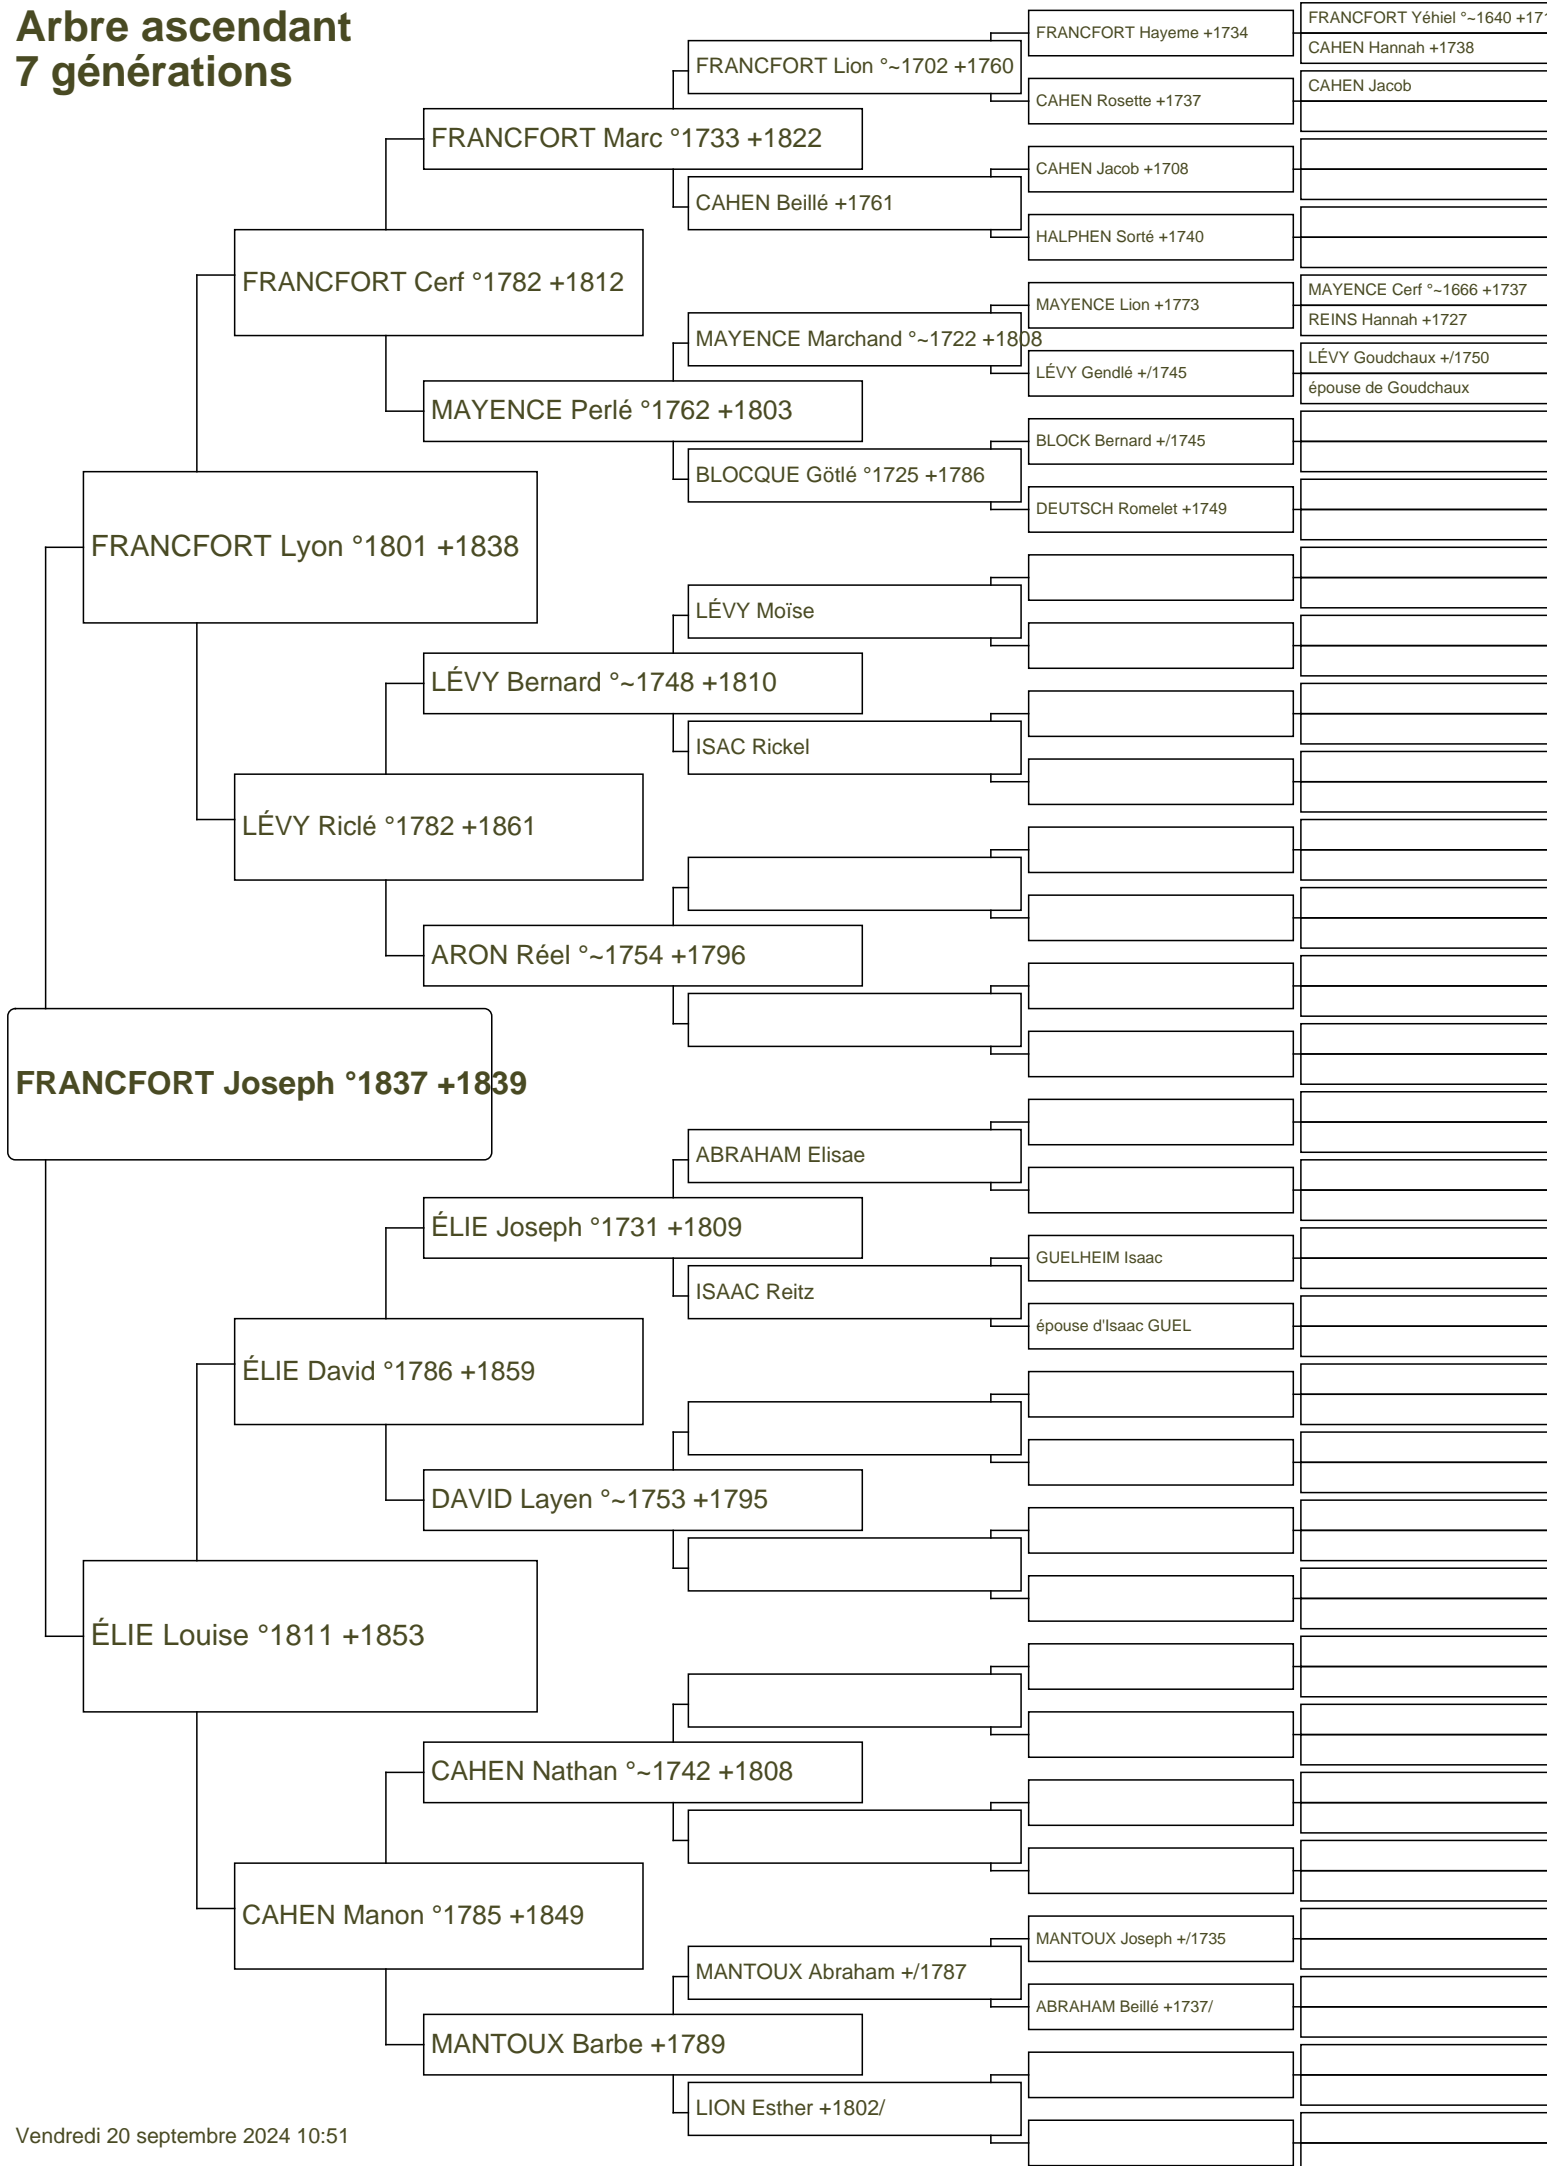 Arbre ascendant
7 générations
FRANCFORT Yéhiel °~1640
FRANCFORT Hayeme +1734
CAHEN Hannah +1738
FRANCFORT Lion °~1702 +1760
CAHEN Jacob
CAHEN Rosette +1737
FRANCFORT Marc °1733 +1822
CAHEN Jacob +1708
CAHEN Beillé +1761
HALPHEN Sorté +1740
FRANCFORT Cerf °1782 +1812
MAYENCE Cerf °~1666 +1737
MAYENCE Lion +1773
REINS Hannah +1727
MAYENCE Marchand °~1722 +1808
LÉVY Goudchaux +/1750
LÉVY Gendlé +/1745
épouse de Goudchaux
MAYENCE Perlé °1762 +1803
BLOCK Bernard +/1745
BLOCQUE Götlé °1725 +1786
DEUTSCH Romelet +1749
FRANCFORT Lyon °1801 +1838
LÉVY Moïse
LÉVY Bernard °~1748 +1810
ISAC Rickel
LÉVY Riclé °1782 +1861
ARON Réel °~1754 +1796
FRANCFORT Joseph °1837 +1839
ABRAHAM Elisae
ÉLIE Joseph °1731 +1809
GUELHEIM Isaac
ISAAC Reitz
épouse d'Isaac GUEL
ÉLIE David °1786 +1859
DAVID Layen °~1753 +1795
ÉLIE Louise °1811 +1853
CAHEN Nathan °~1742 +1808
CAHEN Manon °1785 +1849
MANTOUX Joseph +/1735
MANTOUX Abraham +/1787
ABRAHAM Beillé +1737/
MANTOUX Barbe +1789
LION Esther +1802/
Vendredi 20 septembre 2024 10:51